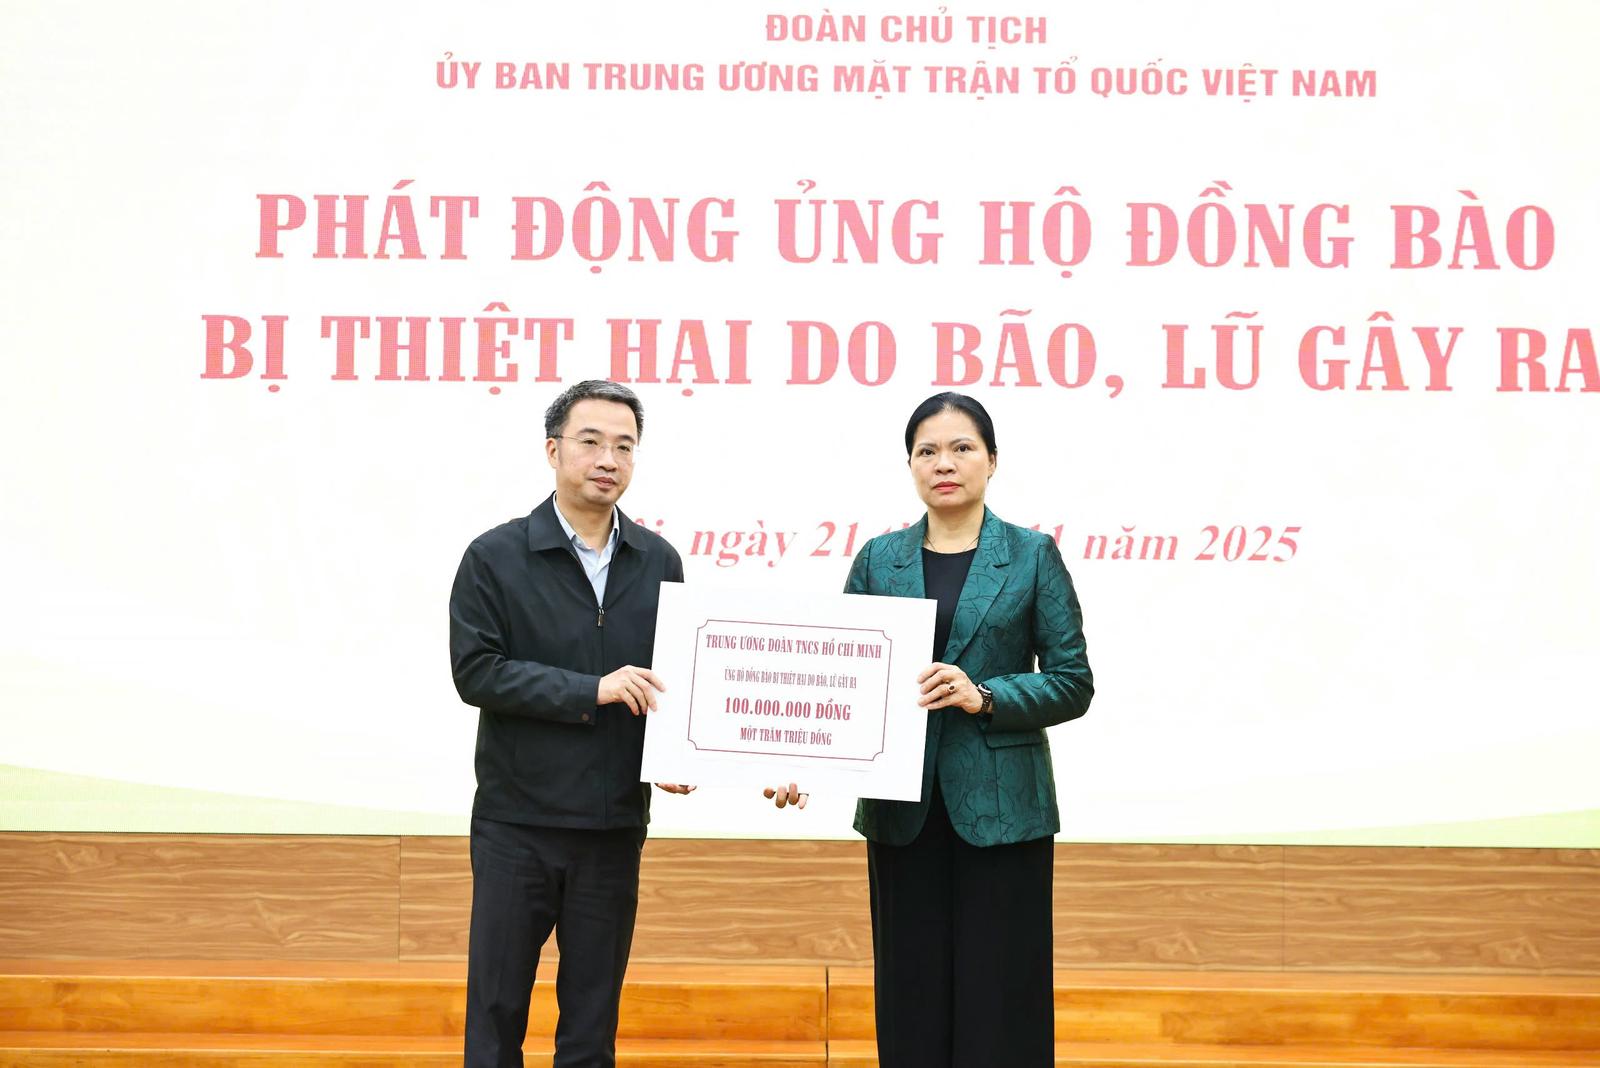 ĐOÀN CHỦ TỊCH
ỦY BAN TRUNG ƯƠNG MẶT TRẬN TỔ QUỐC VIỆT NAM
PHÁT ĐỘNG ỦNG HỘ ĐỒNG BÀO
BỊ THIỆT HẠI DO BÃO, LŨ GÂY RA
ngày 21 11 năm 2025
TRUNG ƯƠNG ĐOÀN TNCS HỒ CHÍ MINH
ỦNG HỘ ĐỒNG BÀO BỊ THIỆT HẠI DO BÃO, LŨ GÂY RA
100.000.000 ĐỒNG
MỘT TRĂM TRIỆU ĐỒNG